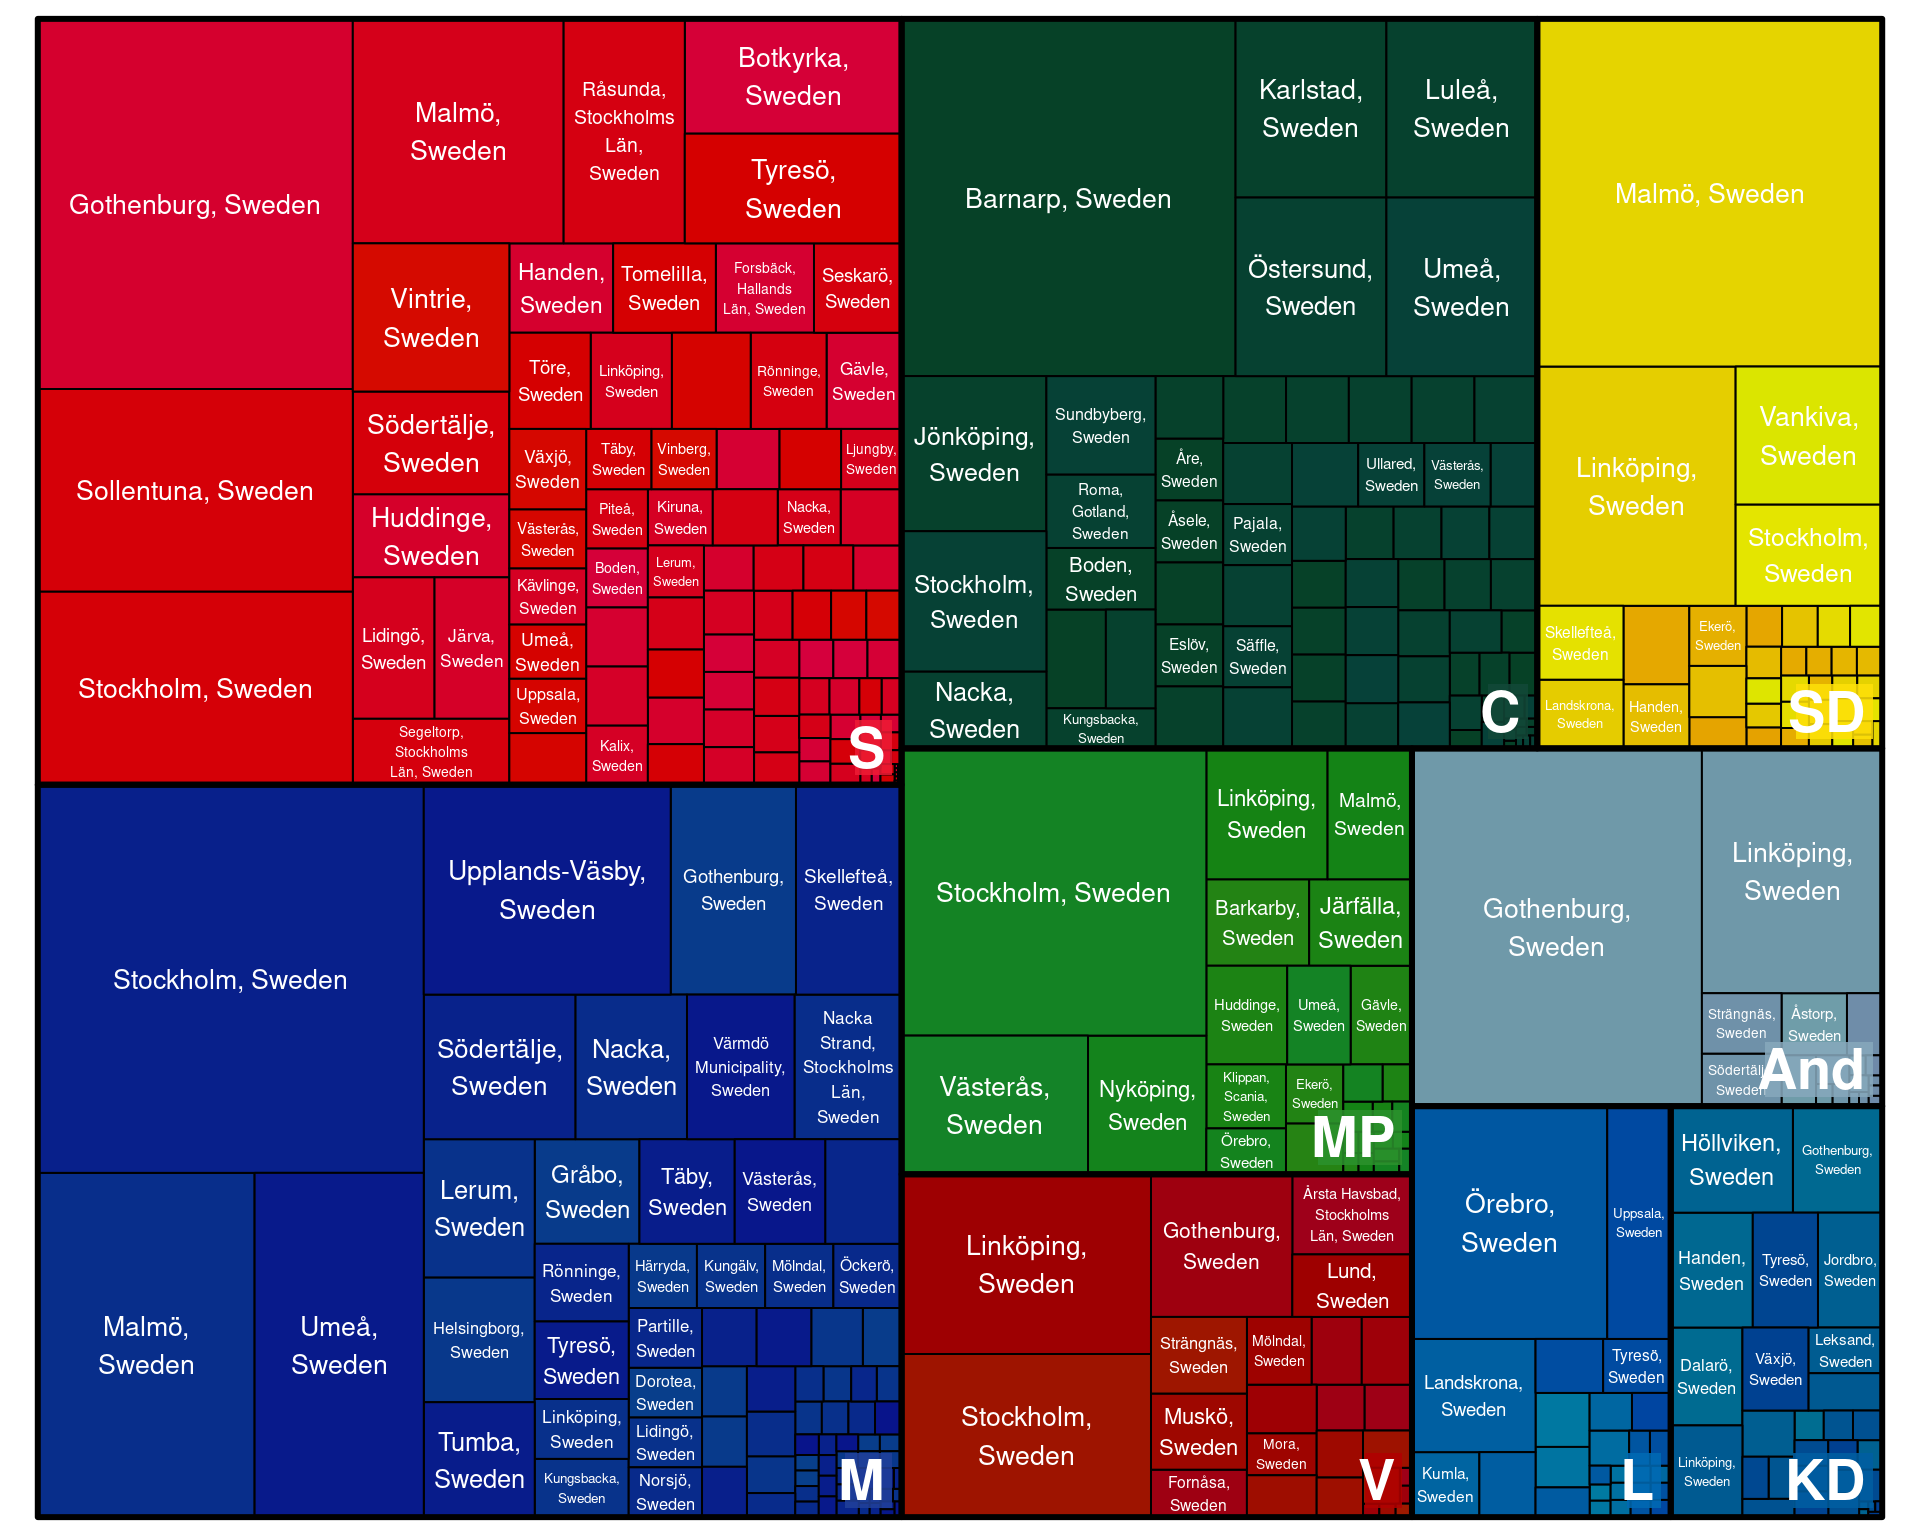 Gothenburg, Sweden
Sollentuna, Sweden
Stockholm, Sweden
Malmö,
Sweden
Råsunda,
Stockholms
Län,
Sweden
Botkyrka,
Sweden
Tyresö,
Sweden
Vintrie,
Sweden
Södertälje,
Sweden
Huddinge,
Sweden
Lidingö,
Sweden
Järva,
Sweden
Segeltorp,
Stockholms
Län, Sweden
Handen,
Sweden
Tomelilla,
Sweden
Forsbäck,
Hallands
Län, Sweden
Seskarö,
Sweden
Töre,
Sweden
Linköping,
Sweden
Rönninge,
Sweden
Gävle,
Sweden
Växjö,
Sweden
Västerås,
Sweden
Kävlinge,
Sweden
Umeå,
Sweden
Uppsala,
Sweden
Täby,
Sweden
Vinberg,
Sweden
Ljungby,
Sweden
Piteå,
Sweden
Kiruna,
Sweden
Nacka,
Sweden
Boden,
Sweden
Lerum,
Sweden
Kalix,
Sweden
S
Barnarp, Sweden
Karlstad,
Sweden
Luleå,
Sweden
Östersund,
Sweden
Umeå,
Sweden
Jönköping,
Sweden
Stockholm,
Sweden
Nacka,
Sweden
Sundbyberg,
Sweden
Roma,
Gotland,
Sweden
Boden,
Sweden
Kungsbacka,
Sweden
Åre,
Sweden
Åsele,
Sweden
Eslöv,
Sweden
Pajala,
Sweden
Säffle,
Sweden
Ullared,
Sweden
Västerås,
Sweden
C
Malmö, Sweden
Linköping,
Sweden
Vankiva,
Sweden
Stockholm,
Sweden
Skellefteå,
Sweden
Landskrona,
Sweden
Handen,
Sweden
Ekerö,
Sweden
SD
Stockholm, Sweden
Malmö,
Sweden
Umeå,
Sweden
Upplands-Väsby,
Sweden
Gothenburg,
Sweden
Skellefteå,
Sweden
Södertälje,
Sweden
Nacka,
Sweden
Värmdö
Municipality,
Sweden
Nacka
Strand,
Stockholms
Län,
Sweden
Lerum,
Sweden
Helsingborg,
Sweden
Tumba,
Sweden
Gråbo,
Sweden
Täby,
Sweden
Västerås,
Sweden
Rönninge,
Sweden
Tyresö,
Sweden
Linköping,
Sweden
Kungsbacka,
Sweden
Härryda,
Sweden
Kungälv,
Sweden
Mölndal,
Sweden
Öckerö,
Sweden
Partille,
Sweden
Dorotea,
Sweden
Lidingö,
Sweden
Norsjö,
Sweden
M
Stockholm, Sweden
Västerås,
Sweden
Nyköping,
Sweden
Linköping,
Sweden
Malmö,
Sweden
Barkarby,
Sweden
Järfälla,
Sweden
Huddinge,
Sweden
Umeå,
Sweden
Gävle,
Sweden
Klippan,
Scania,
Sweden
Örebro,
Sweden
Ekerö,
Sweden
MP
Gothenburg,
Sweden
Linköping,
Sweden
Strängnäs,
Sweden
Åstorp,
Sweden
Södertälje,
Sweden
And
Linköping,
Sweden
Stockholm,
Sweden
Gothenburg,
Sweden
Årsta Havsbad,
Stockholms
Län, Sweden
Lund,
Sweden
Strängnäs,
Sweden
Mölndal,
Sweden
Muskö,
Sweden
Mora,
Sweden
Fornåsa,
Sweden
V
Örebro,
Sweden
Uppsala,
Sweden
Landskrona,
Sweden
Tyresö,
Sweden
Kumla,
Sweden
L
Höllviken,
Sweden
Gothenburg,
Sweden
Handen,
Sweden
Tyresö,
Sweden
Jordbro,
Sweden
Dalarö,
Sweden
Växjö,
Sweden
Leksand,
Sweden
Linköping,
Sweden
KD